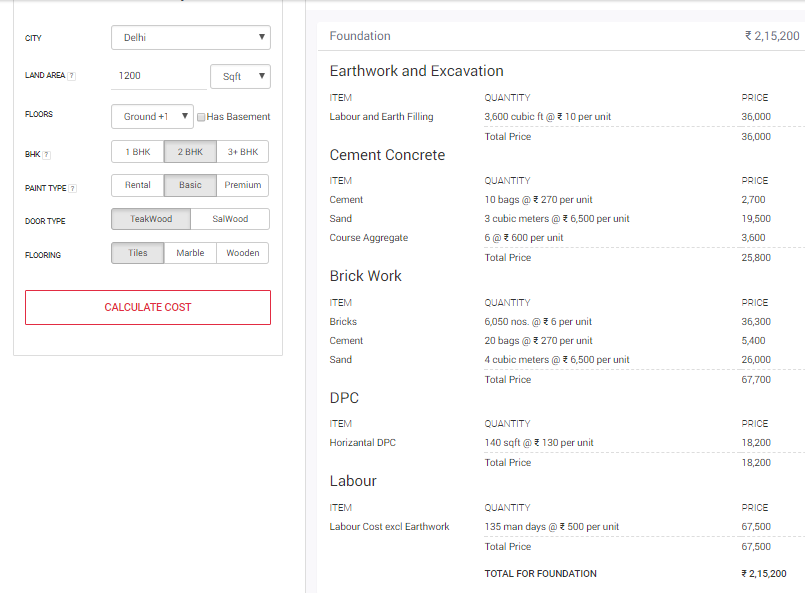 CITY
Delhi
LAND AREA ?
1200
Sqft
FLOORS
Ground +1
Has Basement
BHK ?
1 BHK
2 BHK
3+ BHK
PAINT TYPE ?
Rental
Basic
Premium
DOOR TYPE
TeakWood
SalWood
FLOORING
Tiles
Marble
Wooden
CALCULATE COST
Foundation ₹ 2,15,200
Earthwork and Excavation
ITEM QUANTITY PRICE
Labour and Earth Filling 3,600 cubic ft @ ₹ 10 per unit 36,000
Total Price 36,000
Cement Concrete
ITEM QUANTITY PRICE
Cement 10 bags @ ₹ 270 per unit 2,700
Sand 3 cubic meters @ ₹ 6,500 per unit 19,500
Course Aggregate 6 @ ₹ 600 per unit 3,600
Total Price 25,800
Brick Work
ITEM QUANTITY PRICE
Bricks 6,050 nos. @ ₹ 6 per unit 36,300
Cement 20 bags @ ₹ 270 per unit 5,400
Sand 4 cubic meters @ ₹ 6,500 per unit 26,000
Total Price 67,700
DPC
ITEM QUANTITY PRICE
Horizantal DPC 140 sqft @ ₹ 130 per unit 18,200
Total Price 18,200
Labour
ITEM QUANTITY PRICE
Labour Cost excl Earthwork 135 man days @ ₹ 500 per unit 67,500
Total Price 67,500
TOTAL FOR FOUNDATION ₹ 2,15,200